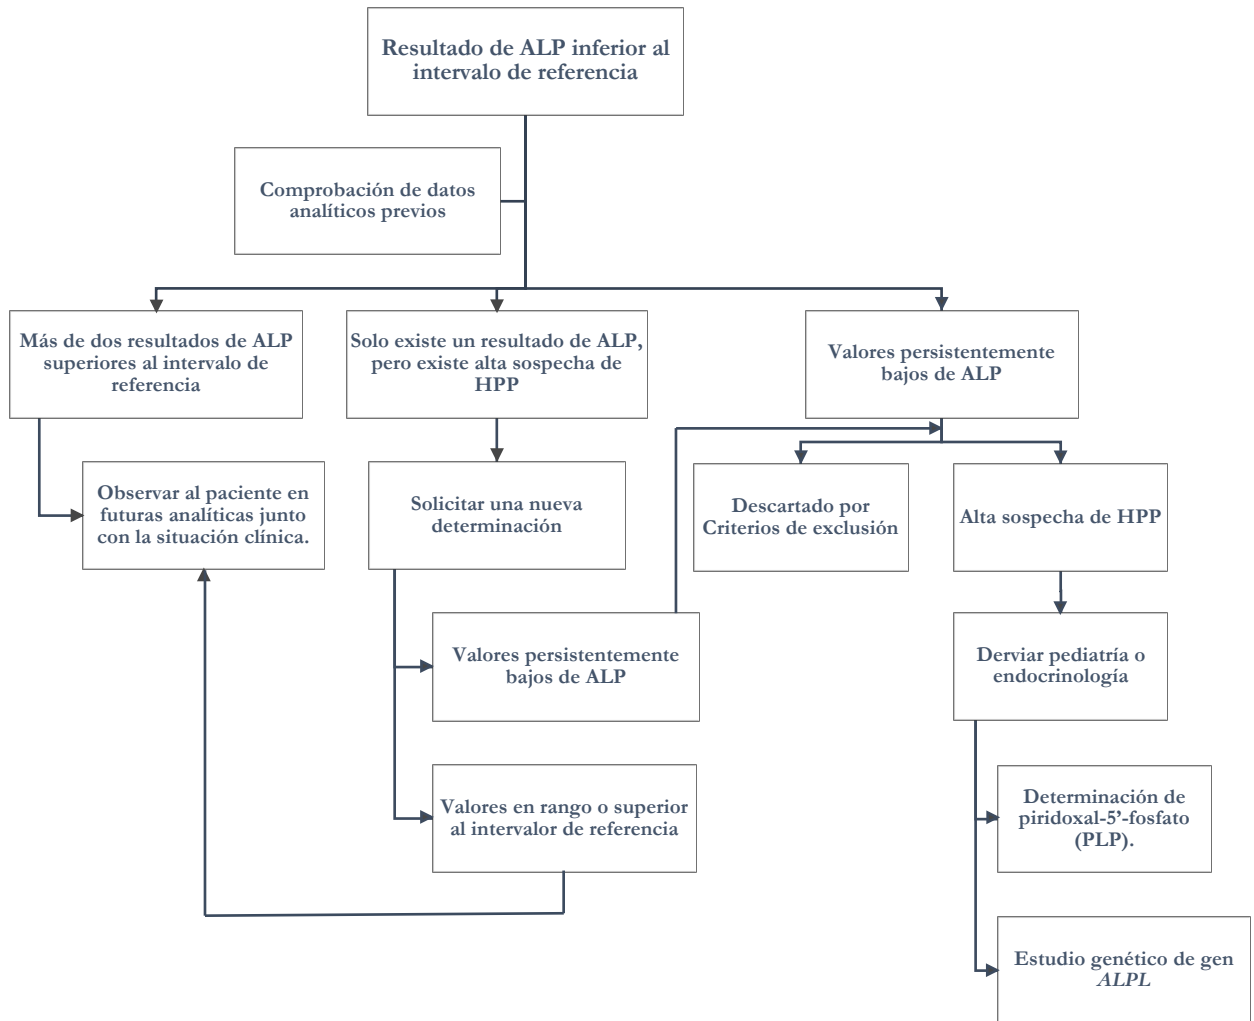 Resultado de ALP inferior al
intervalo de referencia
Comprobación de datos
analíticos previos
Más de dos resultados de ALP
superiores al intervalo de
referencia
Solo existe un resultado de ALP,
pero existe alta sospecha de
HPP
Valores persistentemente
bajos de ALP
Observar al paciente en
futuras analíticas junto
con la situación clínica.
Solicitar una nueva
determinación
Descartado por
Criterios de exclusión
Alta sospecha de HPP
Valores persistentemente
bajos de ALP
Derviar pediatría o
endocrinología
Valores en rango o superior
al intervalor de referencia
Determinación de
piridoxal-5’-fosfato
(PLP).
Estudio genético de gen
ALPL